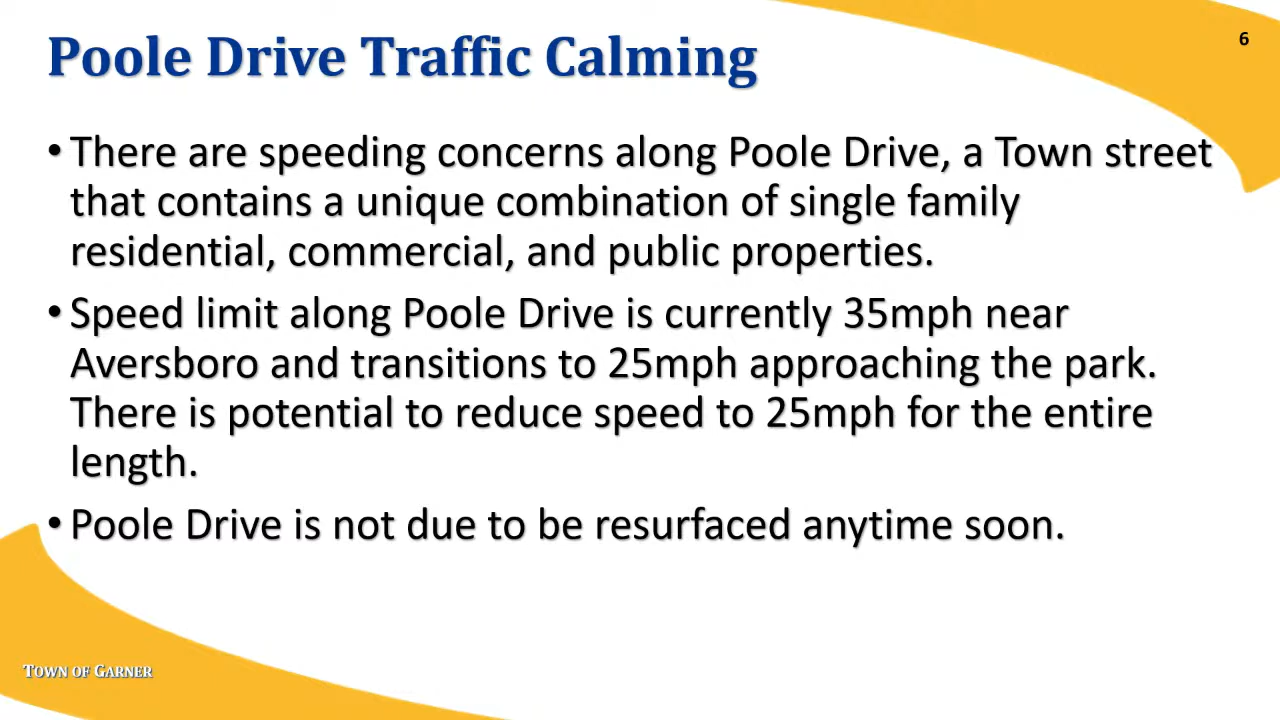 Poole Drive Traffic Calming
6
• There are speeding concerns along Poole Drive, a Town street
that contains a unique combination of single family
residential, commercial, and public properties.
• Speed limit along Poole Drive is currently 35mph near
Aversboro and transitions to 25mph approaching the park.
There is potential to reduce speed to 25mph for the entire
length.
• Poole Drive is not due to be resurfaced anytime soon.
TOWN OF GARNER